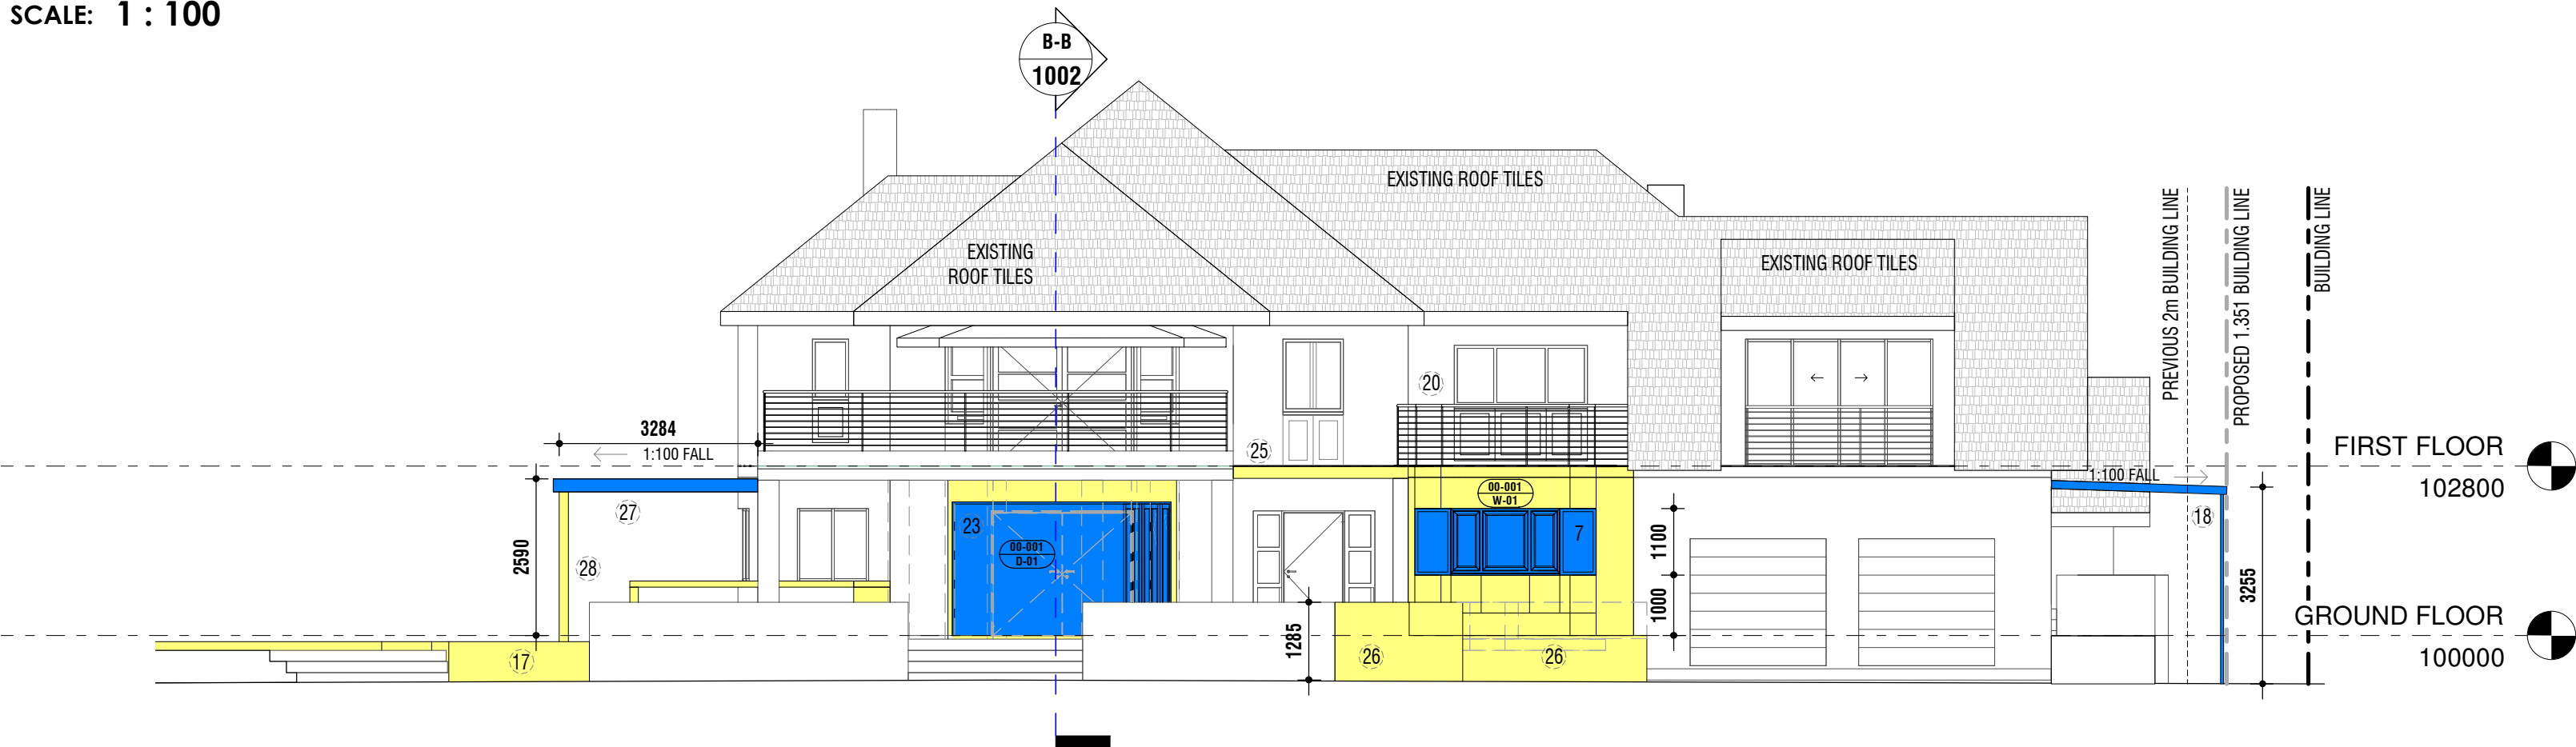 SCALE: 1 : 100
B-B
1002
EXISTING ROOF TILES
EXISTING
ROOF TILES
EXISTING ROOF TILES
PREVIOUS 2m BUILDING LINE
PROPOSED 1.351 BUILDING LINE
BUILDING LINE
20
3284
1:100 FALL
25
FIRST FLOOR
102800
1:100 FALL
00-001
W-01
27
23
7
18
2590
1100
00-001
D-01
28
3255
1000
1285
GROUND FLOOR
100000
17
26
26